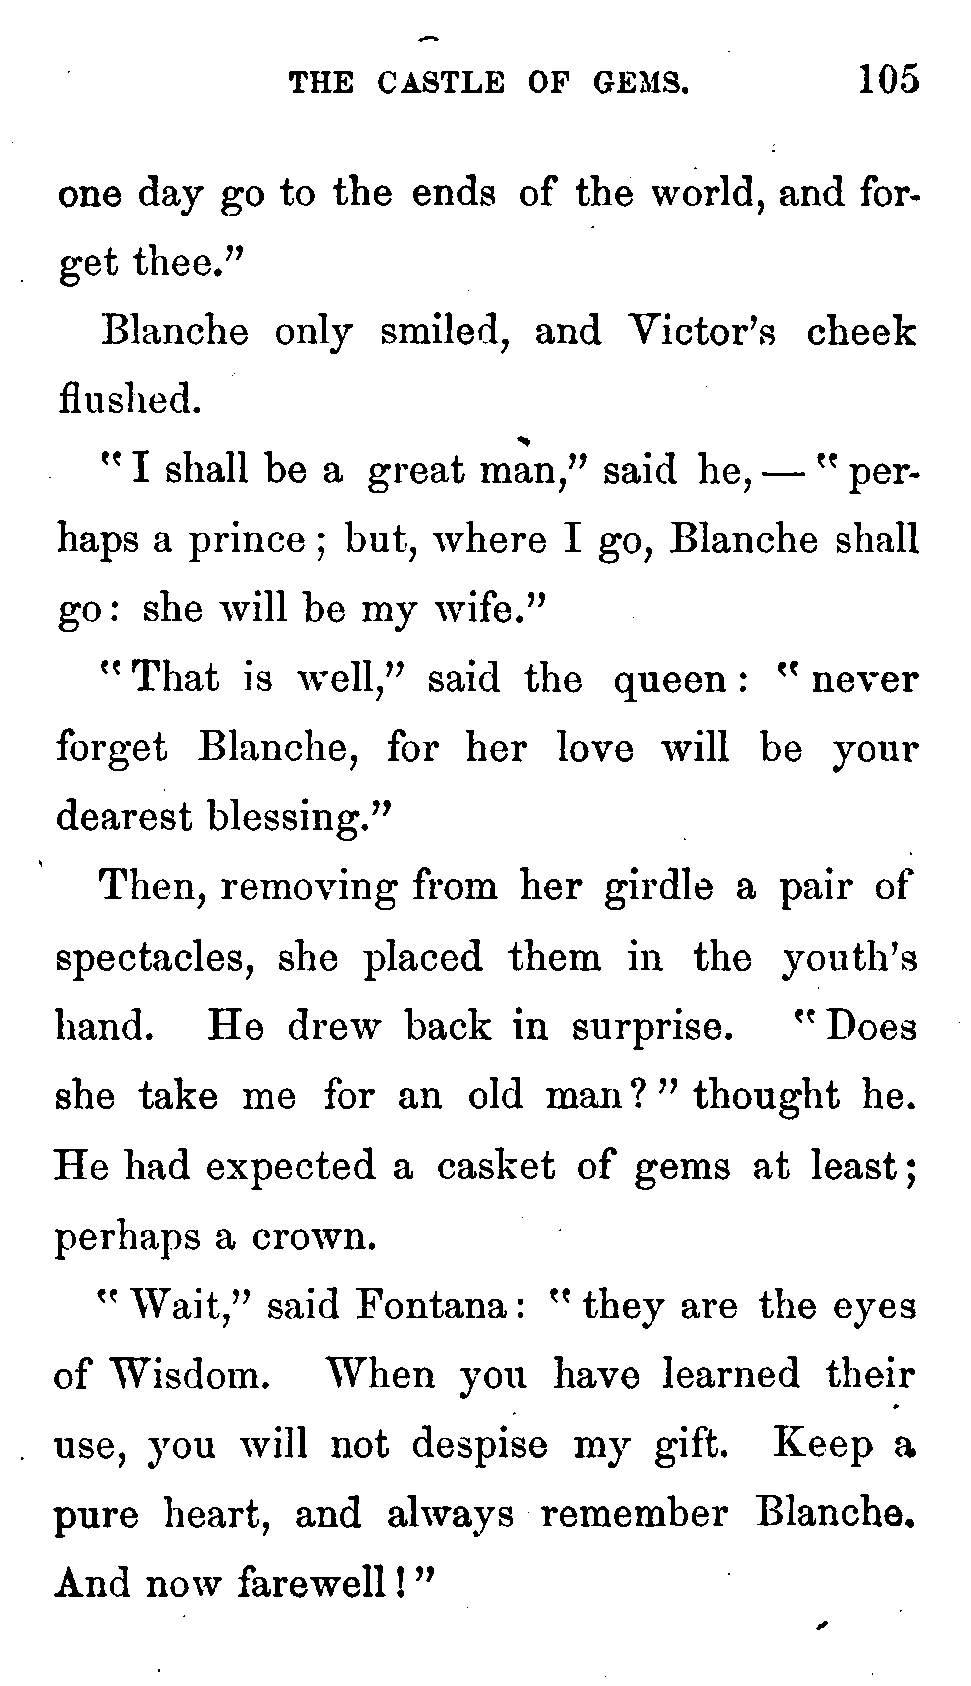 THE CASTLE OF GEMS. 105
one day go to the ends of the world, and for-
get thee.”
Blanche only smiled, and Victor’s cheek
flushed.
“I shall be a great man,” said he, — “per-
haps a prince; but, where I go, Blanche shall
go: she will be my wife.”
“That is well,” said the queen: “never
forget Blanche, for her love will be your
dearest blessing.”
Then, removing from her girdle a pair of
spectacles, she placed them in the youth’s
hand. He drew back in surprise. “Does
she take me for an old man?” thought he.
He had expected a casket of gems at least;
perhaps a crown.
“Wait,” said Fontana: “they are the eyes
of Wisdom. When you have learned their
use, you will not despise my gift. Keep a
pure heart, and always remember Blanche.
And now farewell!”